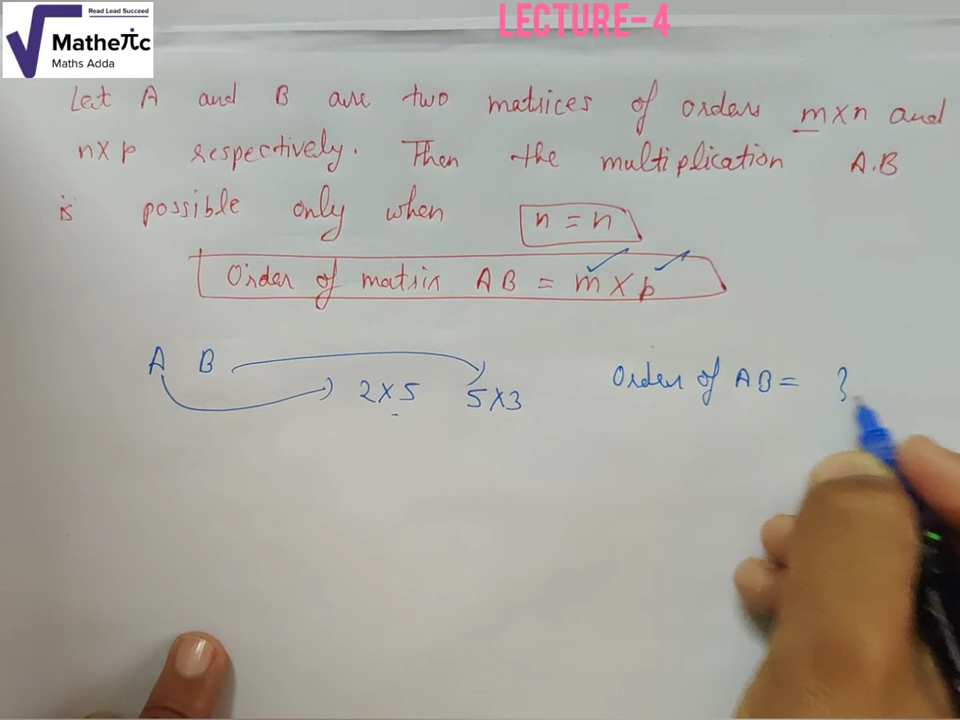 LECTURE-4
Read Lead Succeed
Matheπtc
Maths Adda
Let A and B are two matrices of orders m×n and
n×p respectively. Then the multiplication A.B
is possible only when n = n
Order of matrix AB = m×p
A B
2×5 5×3 Order of AB = ?